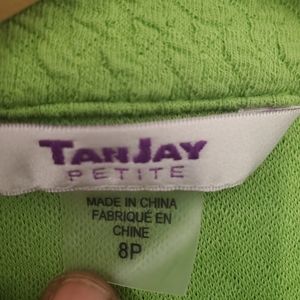 TANJAY
PETITE
MADE IN CHINA
FABRIQUÉ EN
CHINE
8P